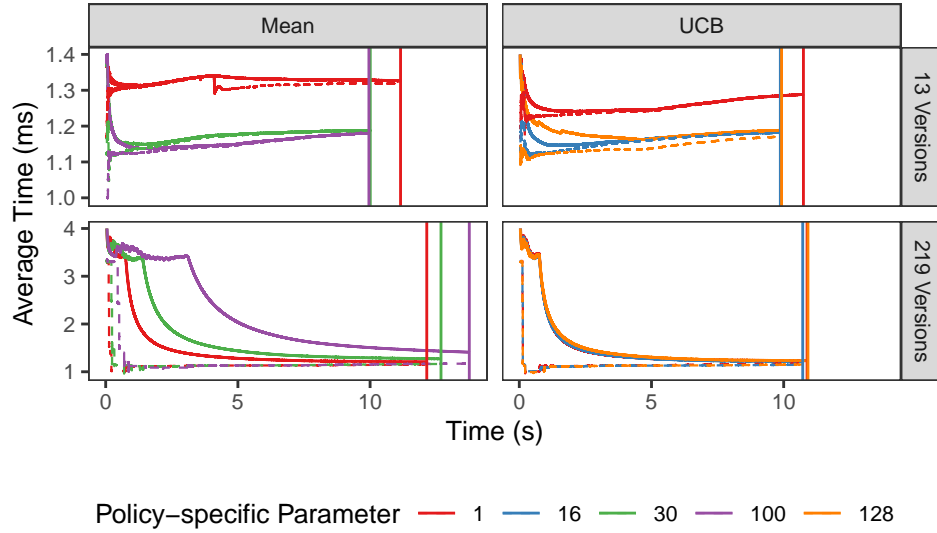 Mean
UCB
1.4
1.3
1.2
1.1
1.0
13 Versions
4
3
2
1
219 Versions
0
5
10
0
5
10
Average Time (ms)
Time (s)
Policy−specific Parameter 1 16 30 100 128